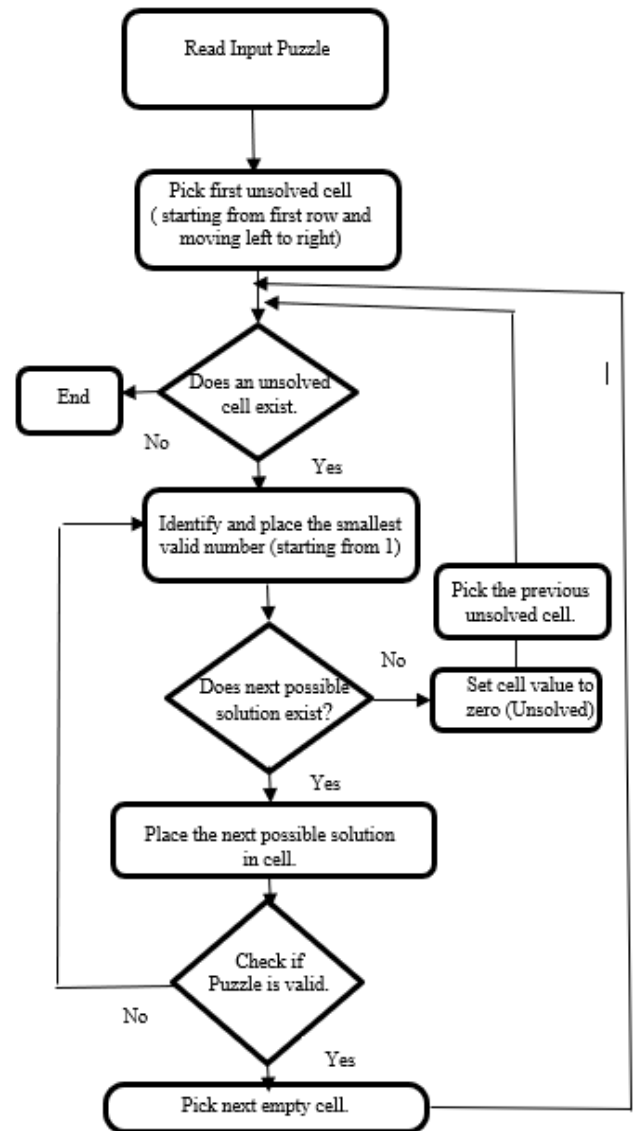 Read Input Puzzle
Pick first unsolved cell
( starting from first row and
moving left to right)
Does an unsolved
cell exist.
End
No
Yes
Identify and place the smallest
valid number (starting from 1)
Pick the previous
unsolved cell.
Does next possible
solution exist?
No
Set cell value to
zero (Unsolved)
Yes
Place the next possible solution
in cell.
Check if
Puzzle is valid.
No
Yes
Pick next empty cell.